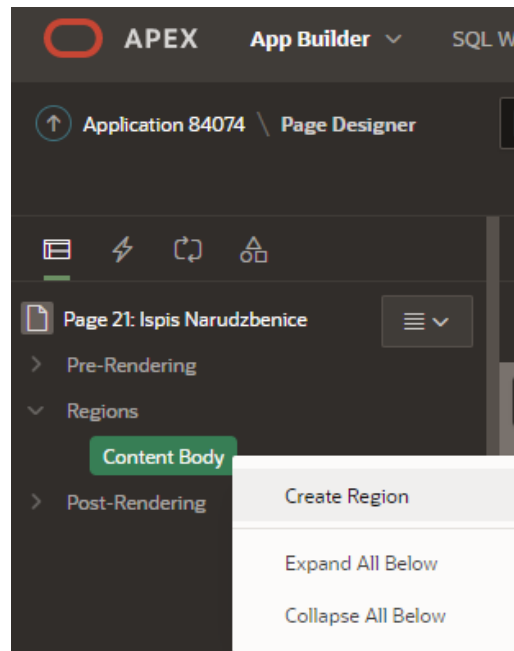 APEX App Builder SQL W
Application 84074 \ Page Designer
Page 21: Ispis Narudzbenice
Pre-Rendering
Regions
Content Body
Post-Rendering
Create Region
Expand All Below
Collapse All Below